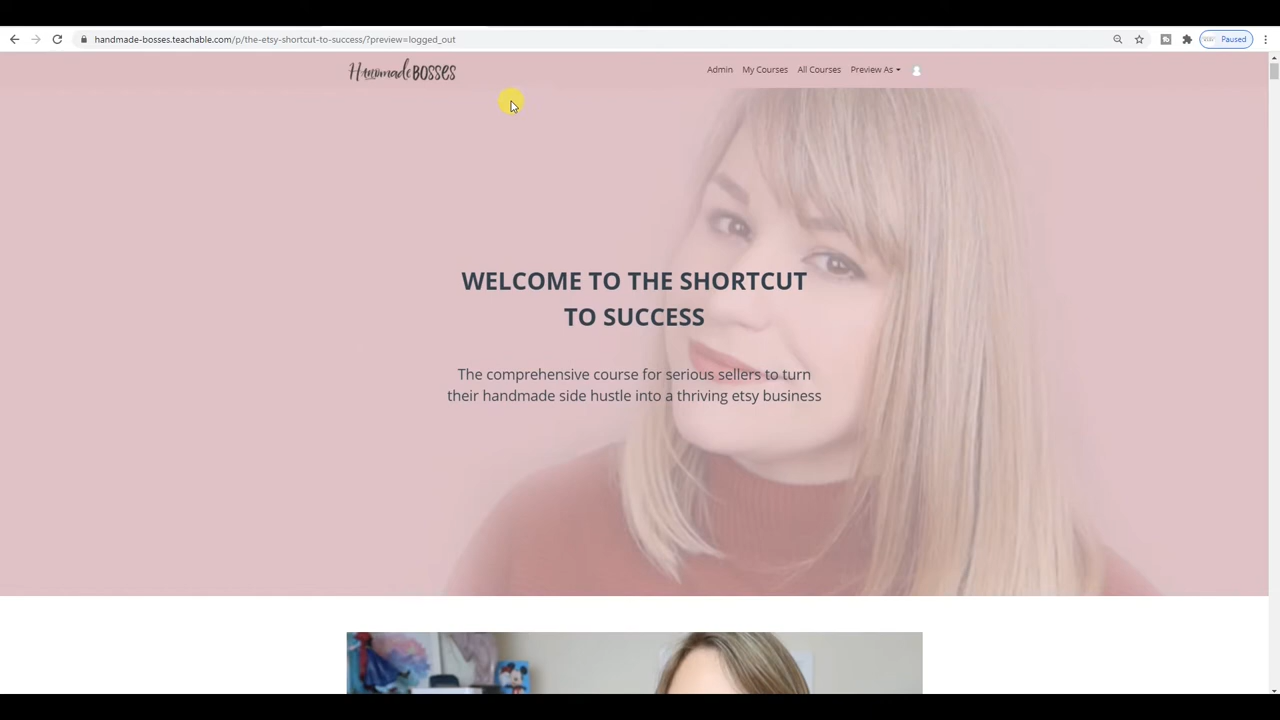 handmade-bosses.teachable.com/p/the-etsy-shortcut-to-success/?preview=logged_out
Paused
Handmade BOSSES
Admin My Courses All Courses Preview As
WELCOME TO THE SHORTCUT
TO SUCCESS
The comprehensive course for serious sellers to turn
their handmade side hustle into a thriving etsy business